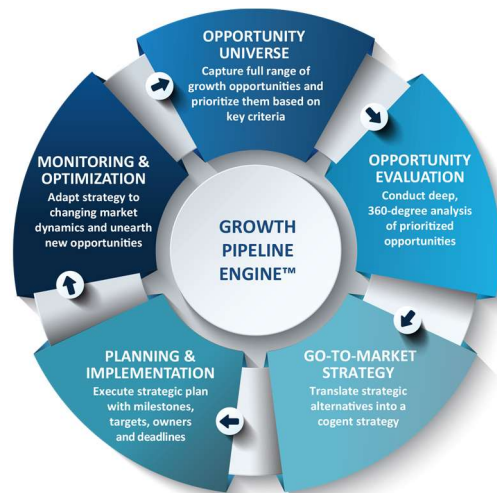 OPPORTUNITY
UNIVERSE
Capture full range of
growth opportunities and
prioritize them based on
key criteria
OPPORTUNITY
EVALUATION
Conduct deep,
360-degree analysis
of prioritized
opportunities
GO-TO-MARKET
STRATEGY
Translate strategic
alternatives into a
cogent strategy
PLANNING &
IMPLEMENTATION
Execute strategic plan
with milestones,
targets, owners
and deadlines
MONITORING &
OPTIMIZATION
Adapt strategy to
changing market
dynamics and unearth
new opportunities
GROWTH
PIPELINE
ENGINE™